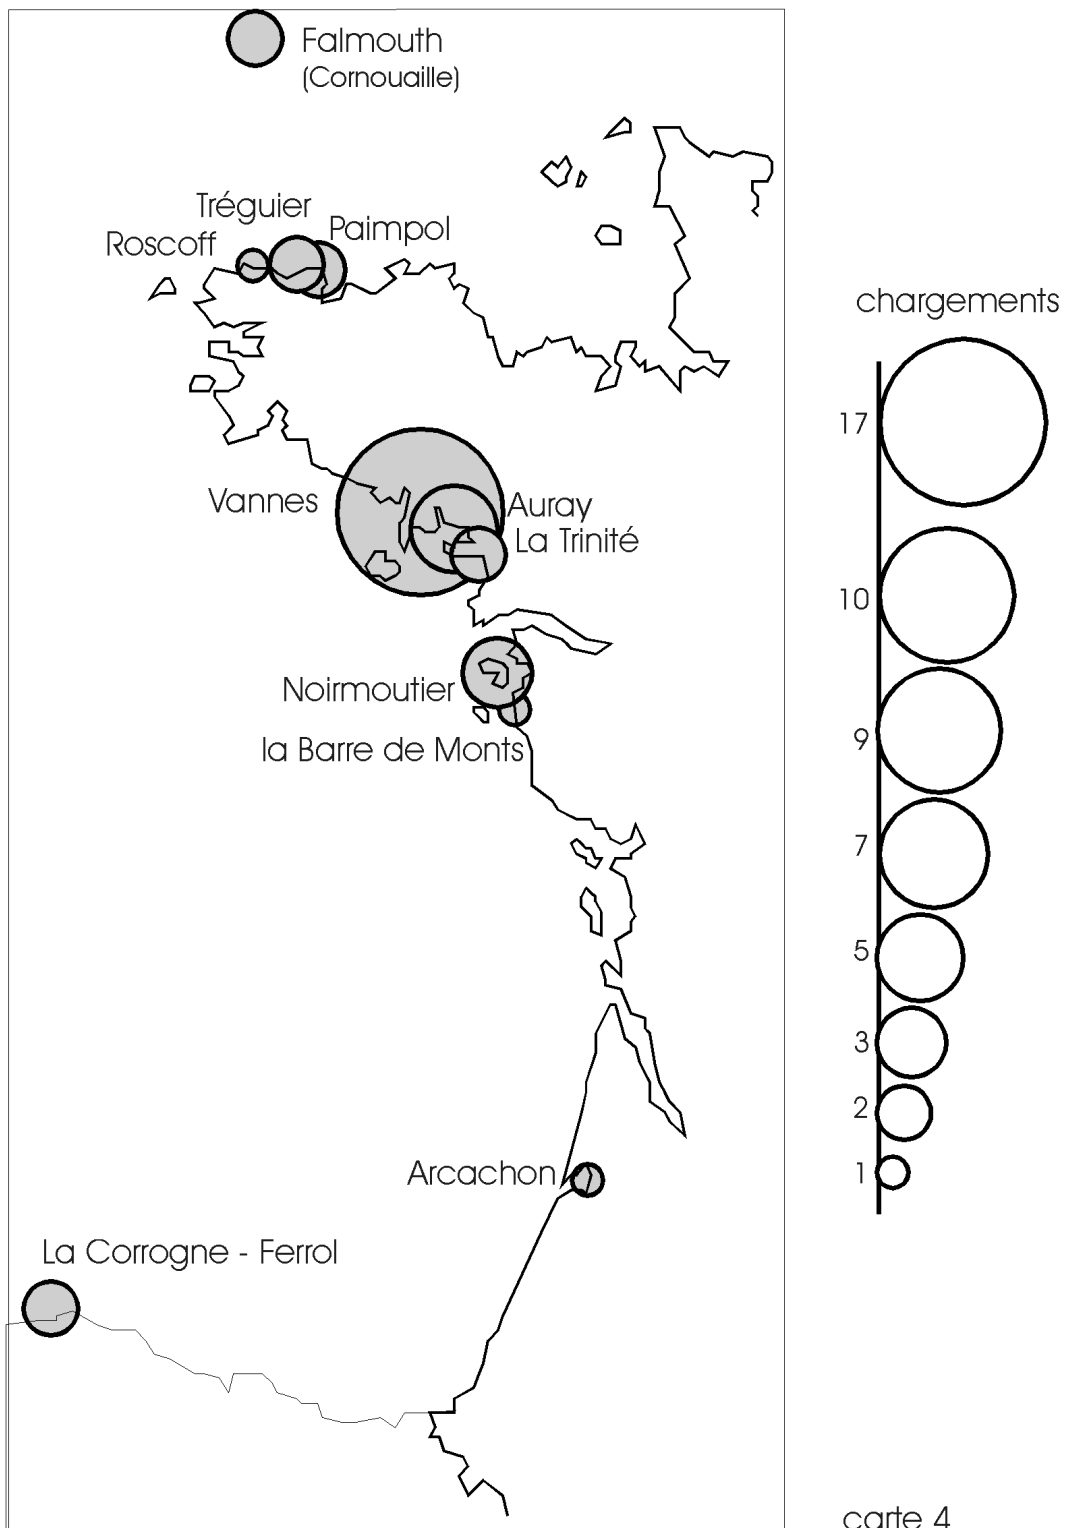 Falmouth
(Cornouaille)
Tréguier
Paimpol
Roscoff
chargements
17
Vannes
Auray
La Trinité
10
Noirmoutier
la Barre de Monts
9
7
5
3
2
1
Arcachon
La Corrogne - Ferrol
carte 4